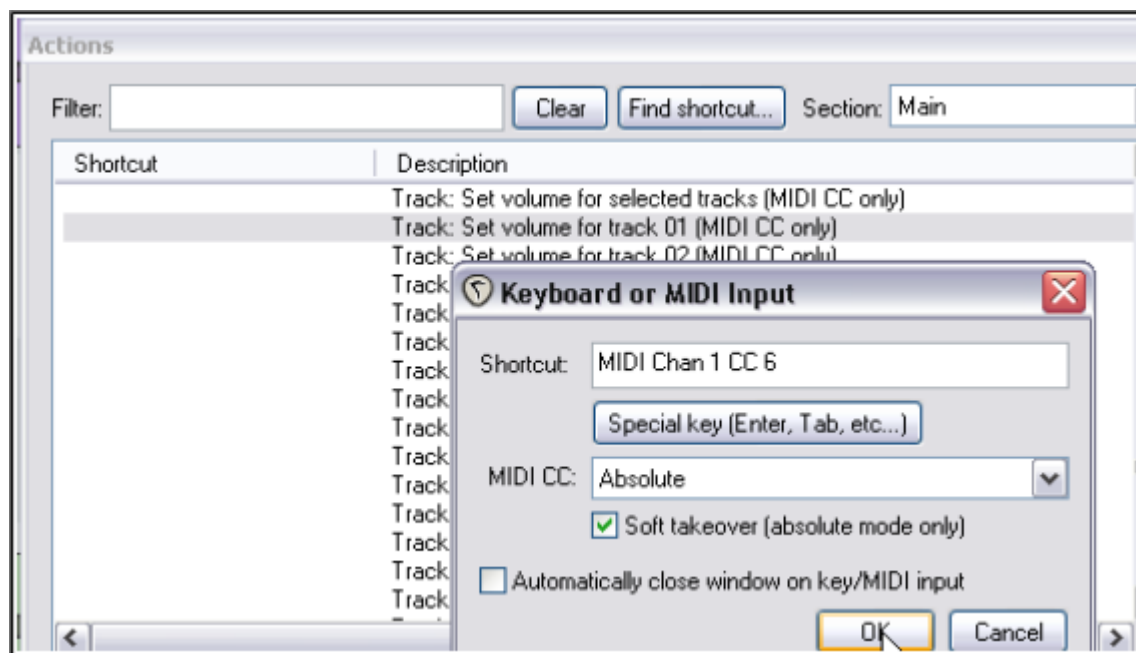 Actions
Filter: Clear Find shortcut... Section: Main
Shortcut Description
Track: Set volume for selected tracks (MIDI CC only)
Track: Set volume for track 01 (MIDI CC only)
Track: Set volume for track 02 (MIDI CC only)
Track
Track
Track
Track
Track
Track
Track
Track
Track
Track
Track
Track
Keyboard or MIDI Input
Shortcut: MIDI Chan 1 CC 6
Special key (Enter, Tab, etc...)
MIDI CC: Absolute
Soft takeover (absolute mode only)
Automatically close window on key/MIDI input
OK Cancel